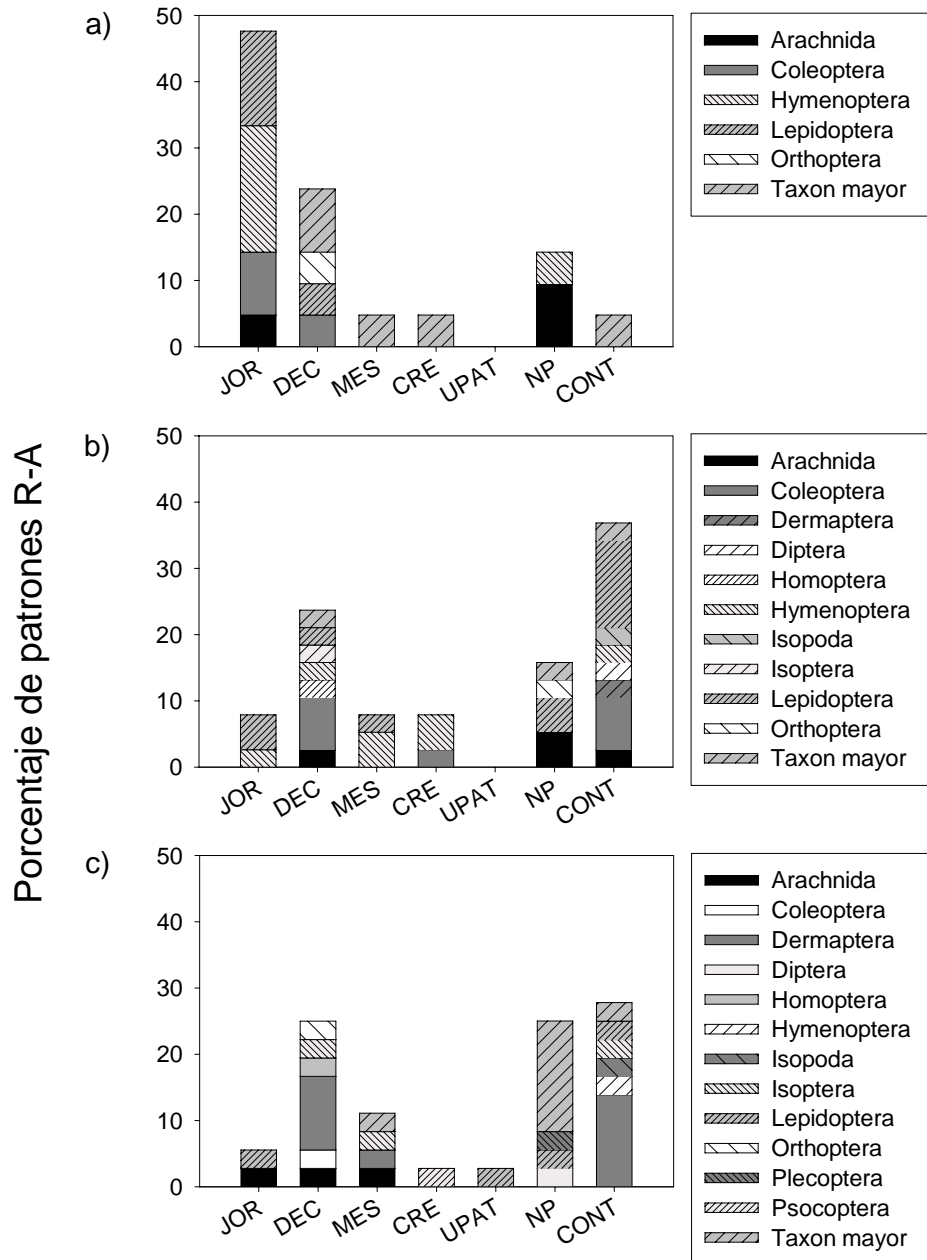 Porcentaje de patrones R-A
a)
50
40
30
20
10
0
JOR DEC MES CRE UPAT NP CONT
Arachnida
Coleoptera
Hymenoptera
Lepidoptera
Orthoptera
Taxon mayor
b)
50
40
30
20
10
0
JOR DEC MES CRE UPAT NP CONT
Arachnida
Coleoptera
Dermaptera
Diptera
Homoptera
Hymenoptera
Isopoda
Isoptera
Lepidoptera
Orthoptera
Taxon mayor
c)
50
40
30
20
10
0
JOR DEC MES CRE UPAT NP CONT
Arachnida
Coleoptera
Dermaptera
Diptera
Homoptera
Hymenoptera
Isopoda
Isoptera
Lepidoptera
Orthoptera
Plecoptera
Psocoptera
Taxon mayor